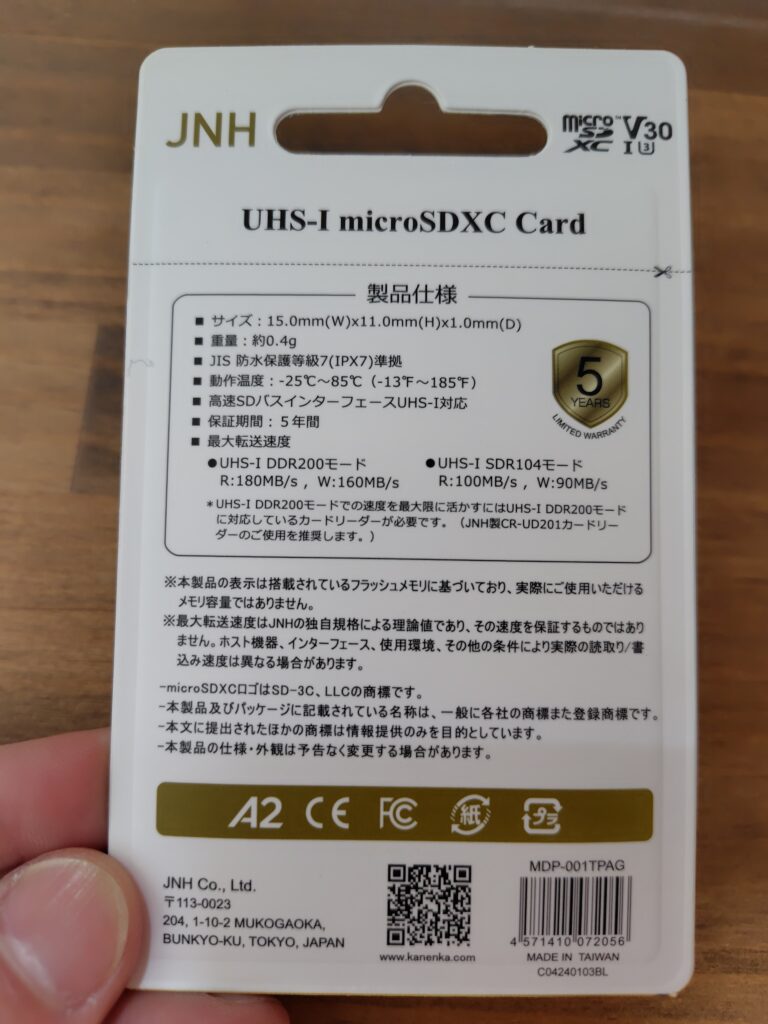 JNH
micro SD XC
V30
I 3
UHS-I microSDXC Card
製品仕様
■ サイズ：15.0mm(W)x11.0mm(H)x1.0mm(D)
■ 重量：約0.4g
■ JIS 防水保護等級7(IPX7)準拠
■ 動作温度：-25℃～85℃（-13℉～185℉）
■ 高速SDバスインターフェースUHS-I対応
■ 保証期間：５年間
■ 最大転送速度
5
YEARS
LIMITED WARRANTY
●UHS-I DDR200モード
R:180MB/s , W:160MB/s
●UHS-I SDR104モード
R:100MB/s , W:90MB/s
＊UHS-I DDR200モードでの速度を最大限に活かすにはUHS-I DDR200モード
に対応しているカードリーダーが必要です。（JNH製CR-UD201カードリー
ダーのご使用を推奨します。）
※本製品の表示は搭載されているフラッシュメモリに基づいており、実際にご使用いただける
メモリ容量ではありません。
※最大転送速度はJNHの独自規格による理論値であり、その速度を保証するものではあり
ません。ホスト機器、インターフェース、使用環境、その他の条件により実際の読取り/書
込み速度は異なる場合があります。
-microSDXCロゴはSD-3C、LLCの商標です。
-本製品及びパッケージに記載されている名称は、一般に各社の商標また登録商標です。
-本文に提出されたほかの商標は情報提供のみを目的としています。
-本製品の仕様・外観は予告なく変更する場合があります。
A2 CE FC 紙 プラ
JNH Co., Ltd.
〒113-0023
204, 1-10-2 MUKOGAOKA,
BUNKYO-KU, TOKYO, JAPAN
www.kanenka.com
MDP-001TPAG
4 571410 072056
MADE IN TAIWAN
C04240103BL